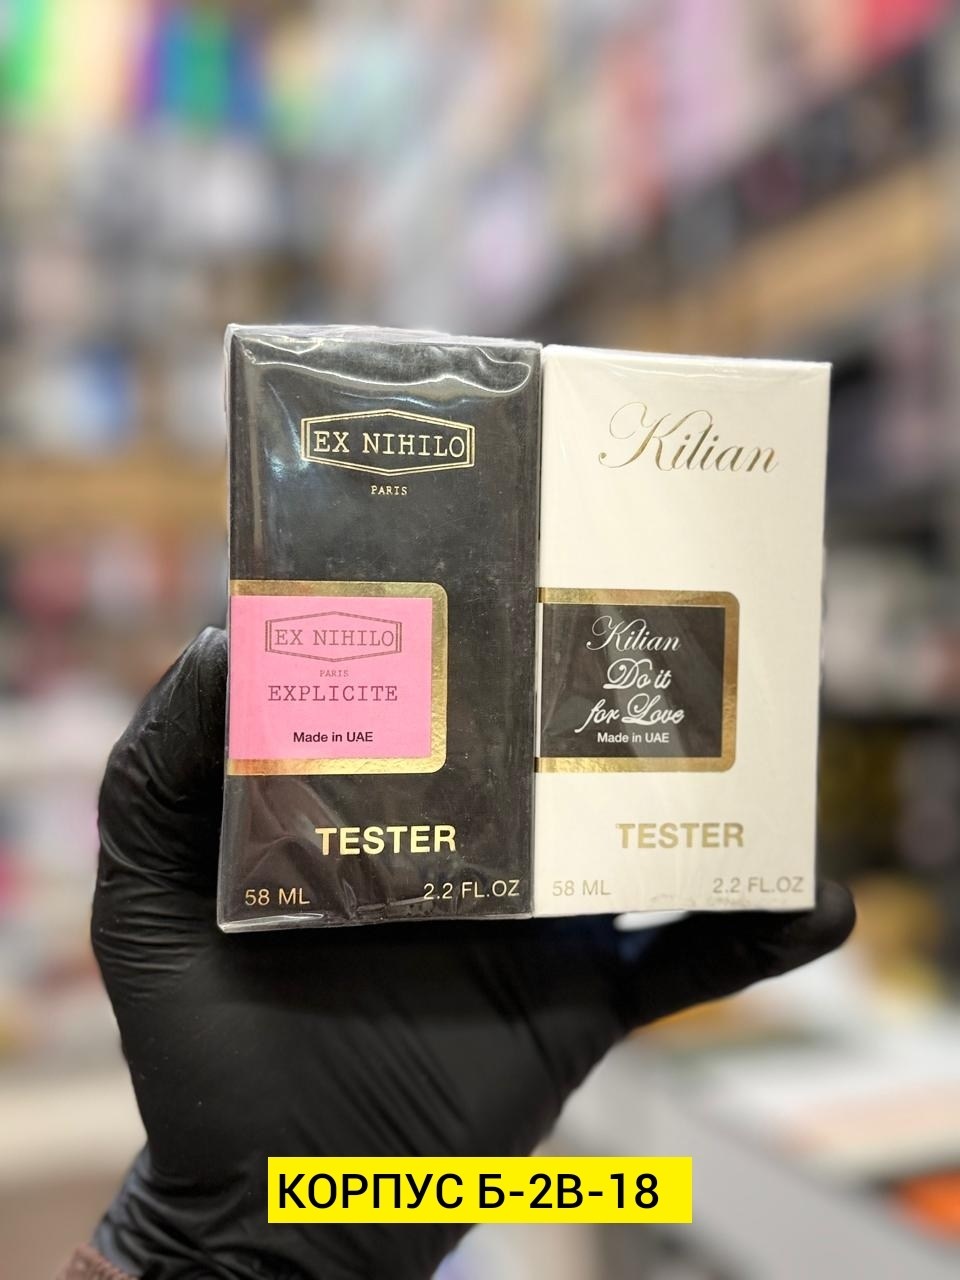 EX NIHILO
PARIS
EX NIHILO
PARIS
EXPLICITE
Made in UAE
TESTER
58 ML 2.2 FL.OZ
Kilian
Kilian
Do it
for Love
Made in UAE
TESTER
58 ML 2.2 FL.OZ
КОРПУС Б-2В-18